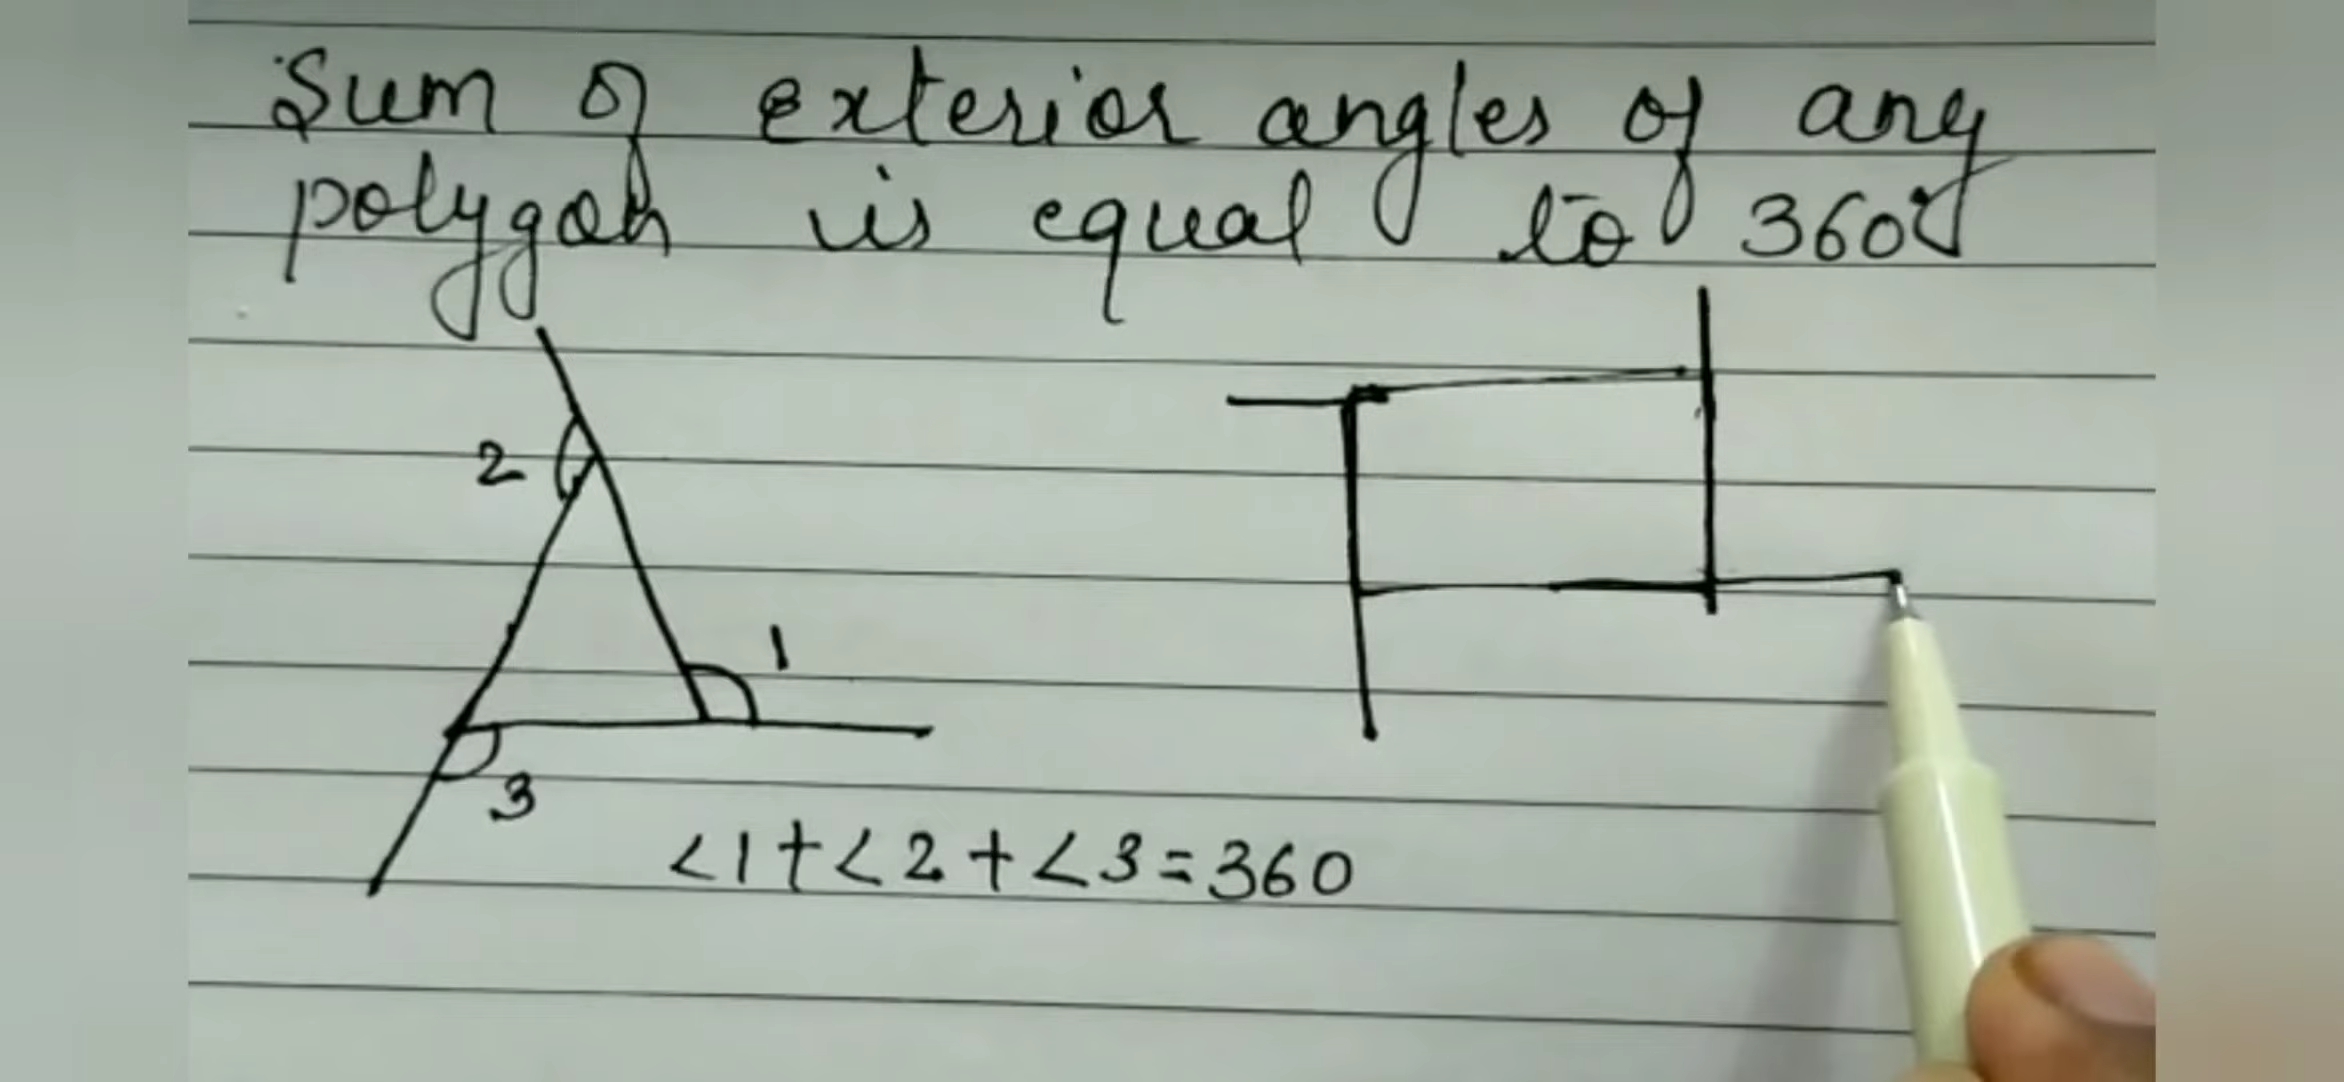 Sum of exterior angles of any
polygon is equal to 360°
2
1
3
<1+<2+<3=360